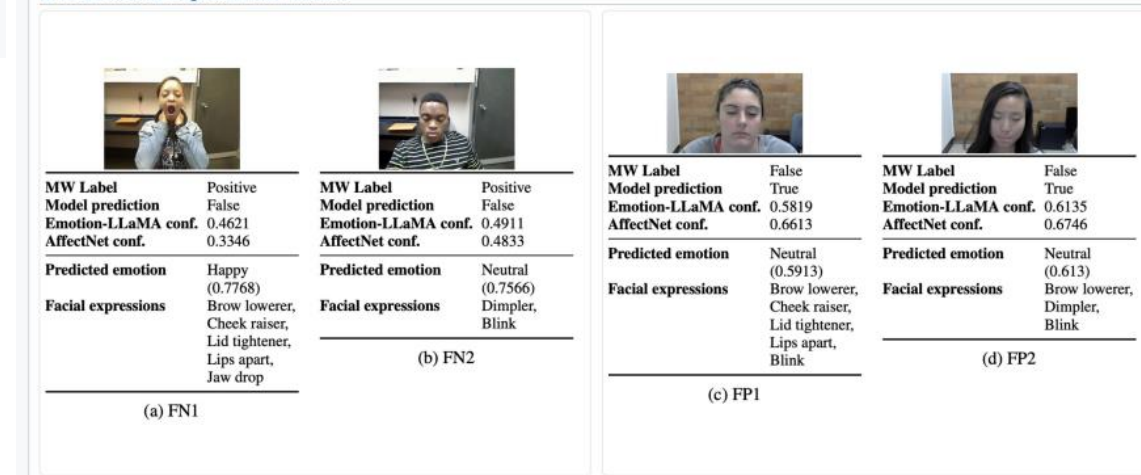 MW Label Positive
Model prediction False
Emotion-LLaMA conf. 0.4621
AffectNet conf. 0.3346
Predicted emotion Happy
(0.7768)
Facial expressions Brow lowerer,
Cheek raiser,
Lid tightener,
Lips apart,
Jaw drop
(a) FN1
MW Label Positive
Model prediction False
Emotion-LLaMA conf. 0.4911
AffectNet conf. 0.4833
Predicted emotion Neutral
(0.7566)
Facial expressions Dimpler,
Blink
(b) FN2
MW Label False
Model prediction True
Emotion-LLaMA conf. 0.5819
AffectNet conf. 0.6613
Predicted emotion Neutral
(0.5913)
Facial expressions Brow lowerer,
Cheek raiser,
Lid tightener,
Lips apart,
Blink
(c) FP1
MW Label False
Model prediction True
Emotion-LLaMA conf. 0.6135
AffectNet conf. 0.6746
Predicted emotion Neutral
(0.613)
Facial expressions Brow lowerer,
Dimpler,
Blink
(d) FP2